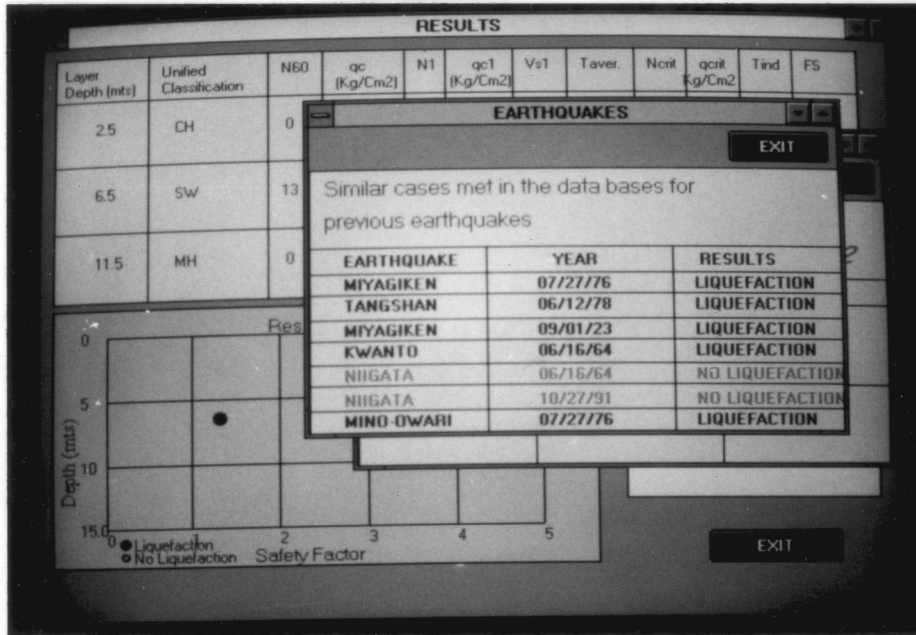 RESULTS
Layer Depth (mts) Unified Classification N60 qc (Kg/Cm2) N1 qc1 (Kg/Cm2) Vs1 Taver. Ncrit qcrit Kg/Cm2 Tind FS
2.5 CH 0
6.5 SW 13
11.5 MH 0
EARTHQUAKES
EXIT
Similar cases met in the data bases for
previous earthquakes
EARTHQUAKE YEAR RESULTS
MIYAGIKEN 07/27/76 LIQUEFACTION
TANGSHAN 06/12/78 LIQUEFACTION
MIYAGIKEN 09/01/23 LIQUEFACTION
KWANTO 06/16/64 LIQUEFACTION
NIIGATA 06/16/64 NO LIQUEFACTION
NIIGATA 10/27/91 NO LIQUEFACTION
MINO-OWARI 07/27/76 LIQUEFACTION
Res
0
5
10
15.0
Depth (mts)
0 1 2 3 4 5
Liquefaction
No Liquefaction
Safety Factor
EXIT